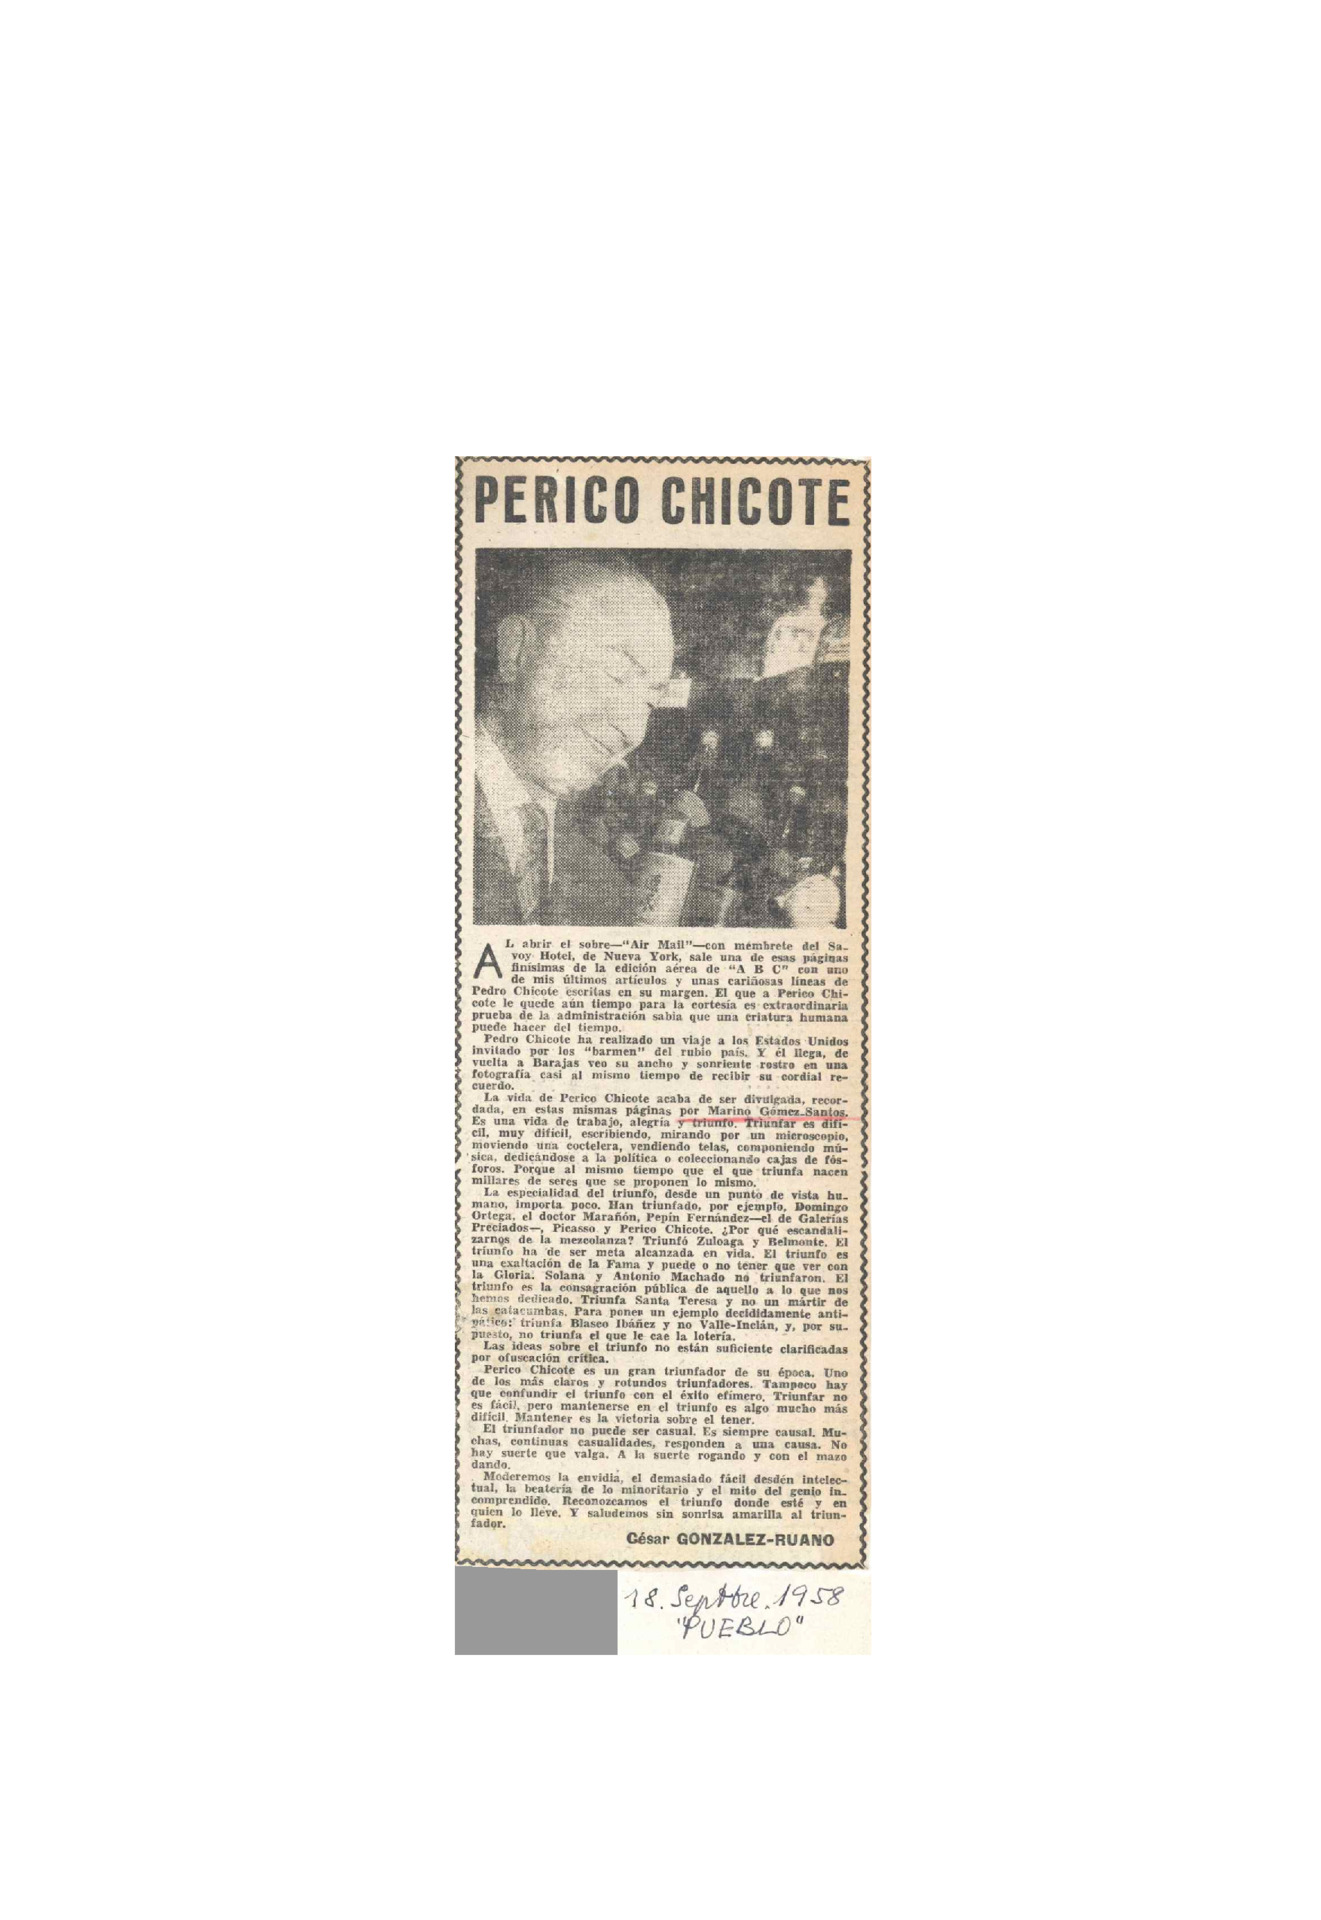 PERICO CHICOTE
AL abrir el sobre—"Air Mail"—con membrete del Sa-
voy Hotel, de Nueva York, sale una de esas páginas
finísimas de la edición aérea de "A B C" con uno
de mis últimos artículos y unas cariñosas líneas de
Pedro Chicote escritas en su margen. El que a Perico Chi-
cote le quede aún tiempo para la cortesía es extraordinaria
prueba de la administración sabia que una criatura humana
puede hacer del tiempo.
Pedro Chicote ha realizado un viaje a los Estados Unidos
invitado por los "barmen" del rubio país. Y él llega, de
vuelta a Barajas veo su ancho y sonriente rostro en una
fotografía casi al mismo tiempo de recibir su cordial re-
cuerdo.
La vida de Perico Chicote acaba de ser divulgada, recor-
dada, en estas mismas páginas por Marino Gómez-Santos.
Es una vida de trabajo, alegría y triunfo. Triunfar es difí-
cil, muy difícil, escribiendo, mirando por un microscopio,
moviendo una coctelera, vendiendo telas, componiendo mú-
sica, dedicándose a la política o coleccionando cajas de fós-
foros. Porque al mismo tiempo que el que triunfa nacen
millares de seres que se proponen lo mismo.
La especialidad del triunfo, desde un punto de vista hu-
mano, importa poco. Han triunfado, por ejemplo, Domingo
Ortega, el doctor Marañón, Pepín Fernández—el de Galerías
Preciados—, Picasso y Perico Chicote. ¿Por qué escandali-
zarnos de la mezcolanza? Triunfó Zuloaga y Belmonte. El
triunfo ha de ser meta alcanzada en vida. El triunfo es
una exaltación de la Fama y puede o no tener que ver con
la Gloria. Solana y Antonio Machado no triunfaron. El
triunfo es la consagración pública de aquello a lo que nos
hemos dedicado. Triunfa Santa Teresa y no un mártir de
las catacumbas. Para poner un ejemplo decididamente anti-
pático: triunfa Blasco Ibáñez y no Valle-Inclán, y, por su-
puesto, no triunfa el que le cae la lotería.
Las ideas sobre el triunfo no están suficiente clarificadas
por ofuscación crítica.
Perico Chicote es un gran triunfador de su época. Uno
de los más claros y rotundos triunfadores. Tampoco hay
que confundir el triunfo con el éxito efímero. Triunfar no
es fácil, pero mantenerse en el triunfo es algo mucho más
difícil. Mantener es la victoria sobre el tener.
El triunfador no puede ser casual. Es siempre causal. Mu-
chas, continuas casualidades, responden a una causa. No
hay suerte que valga. A la suerte rogando y con el mazo
dando.
Moderemos la envidia, el demasiado fácil desdén intelec-
tual, la beatería de lo minoritario y el mito del genio in-
comprendido. Reconozcamos el triunfo donde esté y en
quien lo lleve. Y saludemos sin sonrisa amarilla al triun-
fador.
César GONZALEZ-RUANO
18. Septbre. 1958
"PUEBLO"